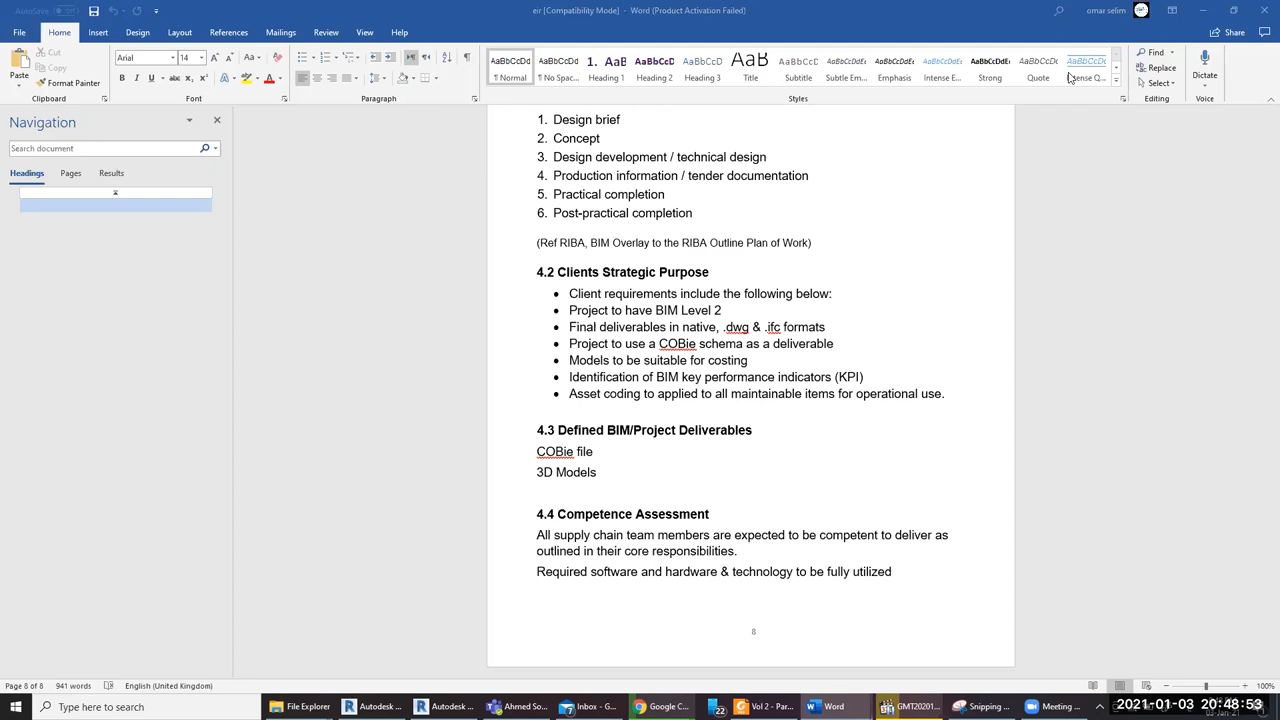 AutoSave
eir [Compatibility Mode] - Word (Product Activation Failed)
omar selim
File Home Insert Design Layout References Mailings Review View Help
Share
Paste
Cut
Copy
Format Painter
Clipboard
Arial 14
Font
Paragraph
AaBbCcDd AaBbCcDd 1. AaB AaBbCcD AaBbCcDd AaB AaBbCcD AaBbCcDdEe AaBbCcDdEe AaBbCcDdEe AaBbCcDdEe AaBbCcDd AaBbCcDd
¶ Normal ¶ No Spac... Heading 1 Heading 2 Heading 3 Title Subtitle Subtle Em... Emphasis Intense E... Strong Quote
Styles
Find
Replace
Select
Editing
Dictate
Voice
Navigation
Search document
Headings Pages Results
1. Design brief
2. Concept
3. Design development / technical design
4. Production information / tender documentation
5. Practical completion
6. Post-practical completion
(Ref RIBA, BIM Overlay to the RIBA Outline Plan of Work)
4.2 Clients Strategic Purpose
• Client requirements include the following below:
• Project to have BIM Level 2
• Final deliverables in native, .dwg & .ifc formats
• Project to use a COBie schema as a deliverable
• Models to be suitable for costing
• Identification of BIM key performance indicators (KPI)
• Asset coding to applied to all maintainable items for operational use.
4.3 Defined BIM/Project Deliverables
COBie file
3D Models
4.4 Competence Assessment
All supply chain team members are expected to be competent to deliver as
outlined in their core responsibilities.
Required software and hardware & technology to be fully utilized
8
Page 8 of 8 941 words English (United Kingdom)
100%
Type here to search
File Explorer
Autodesk ...
Autodesk ...
Ahmed So...
Inbox - G...
Google C...
22
Vol 2 - Par...
Word
GMT20201...
Snipping ...
Meeting ...
2021-01-03 20:48:53